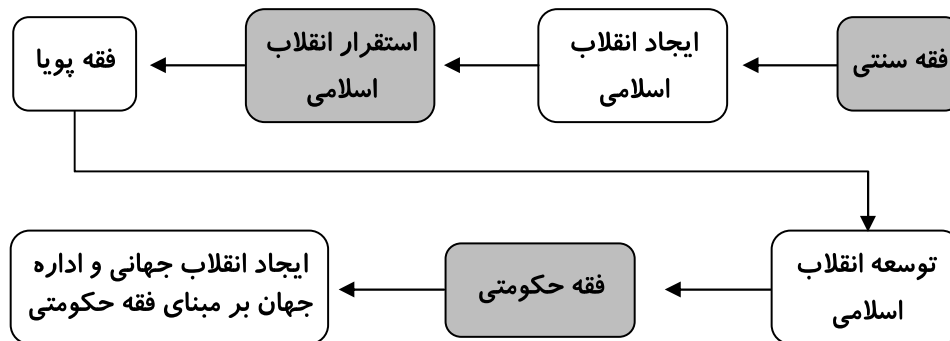 فقه سنتی
ایجاد انقلاب
اسلامی
استقرار انقلاب
اسلامی
فقه پویا
توسعه انقلاب
اسلامی
فقه حکومتی
ایجاد انقلاب جهانی و اداره
جهان بر مبنای فقه حکومتی